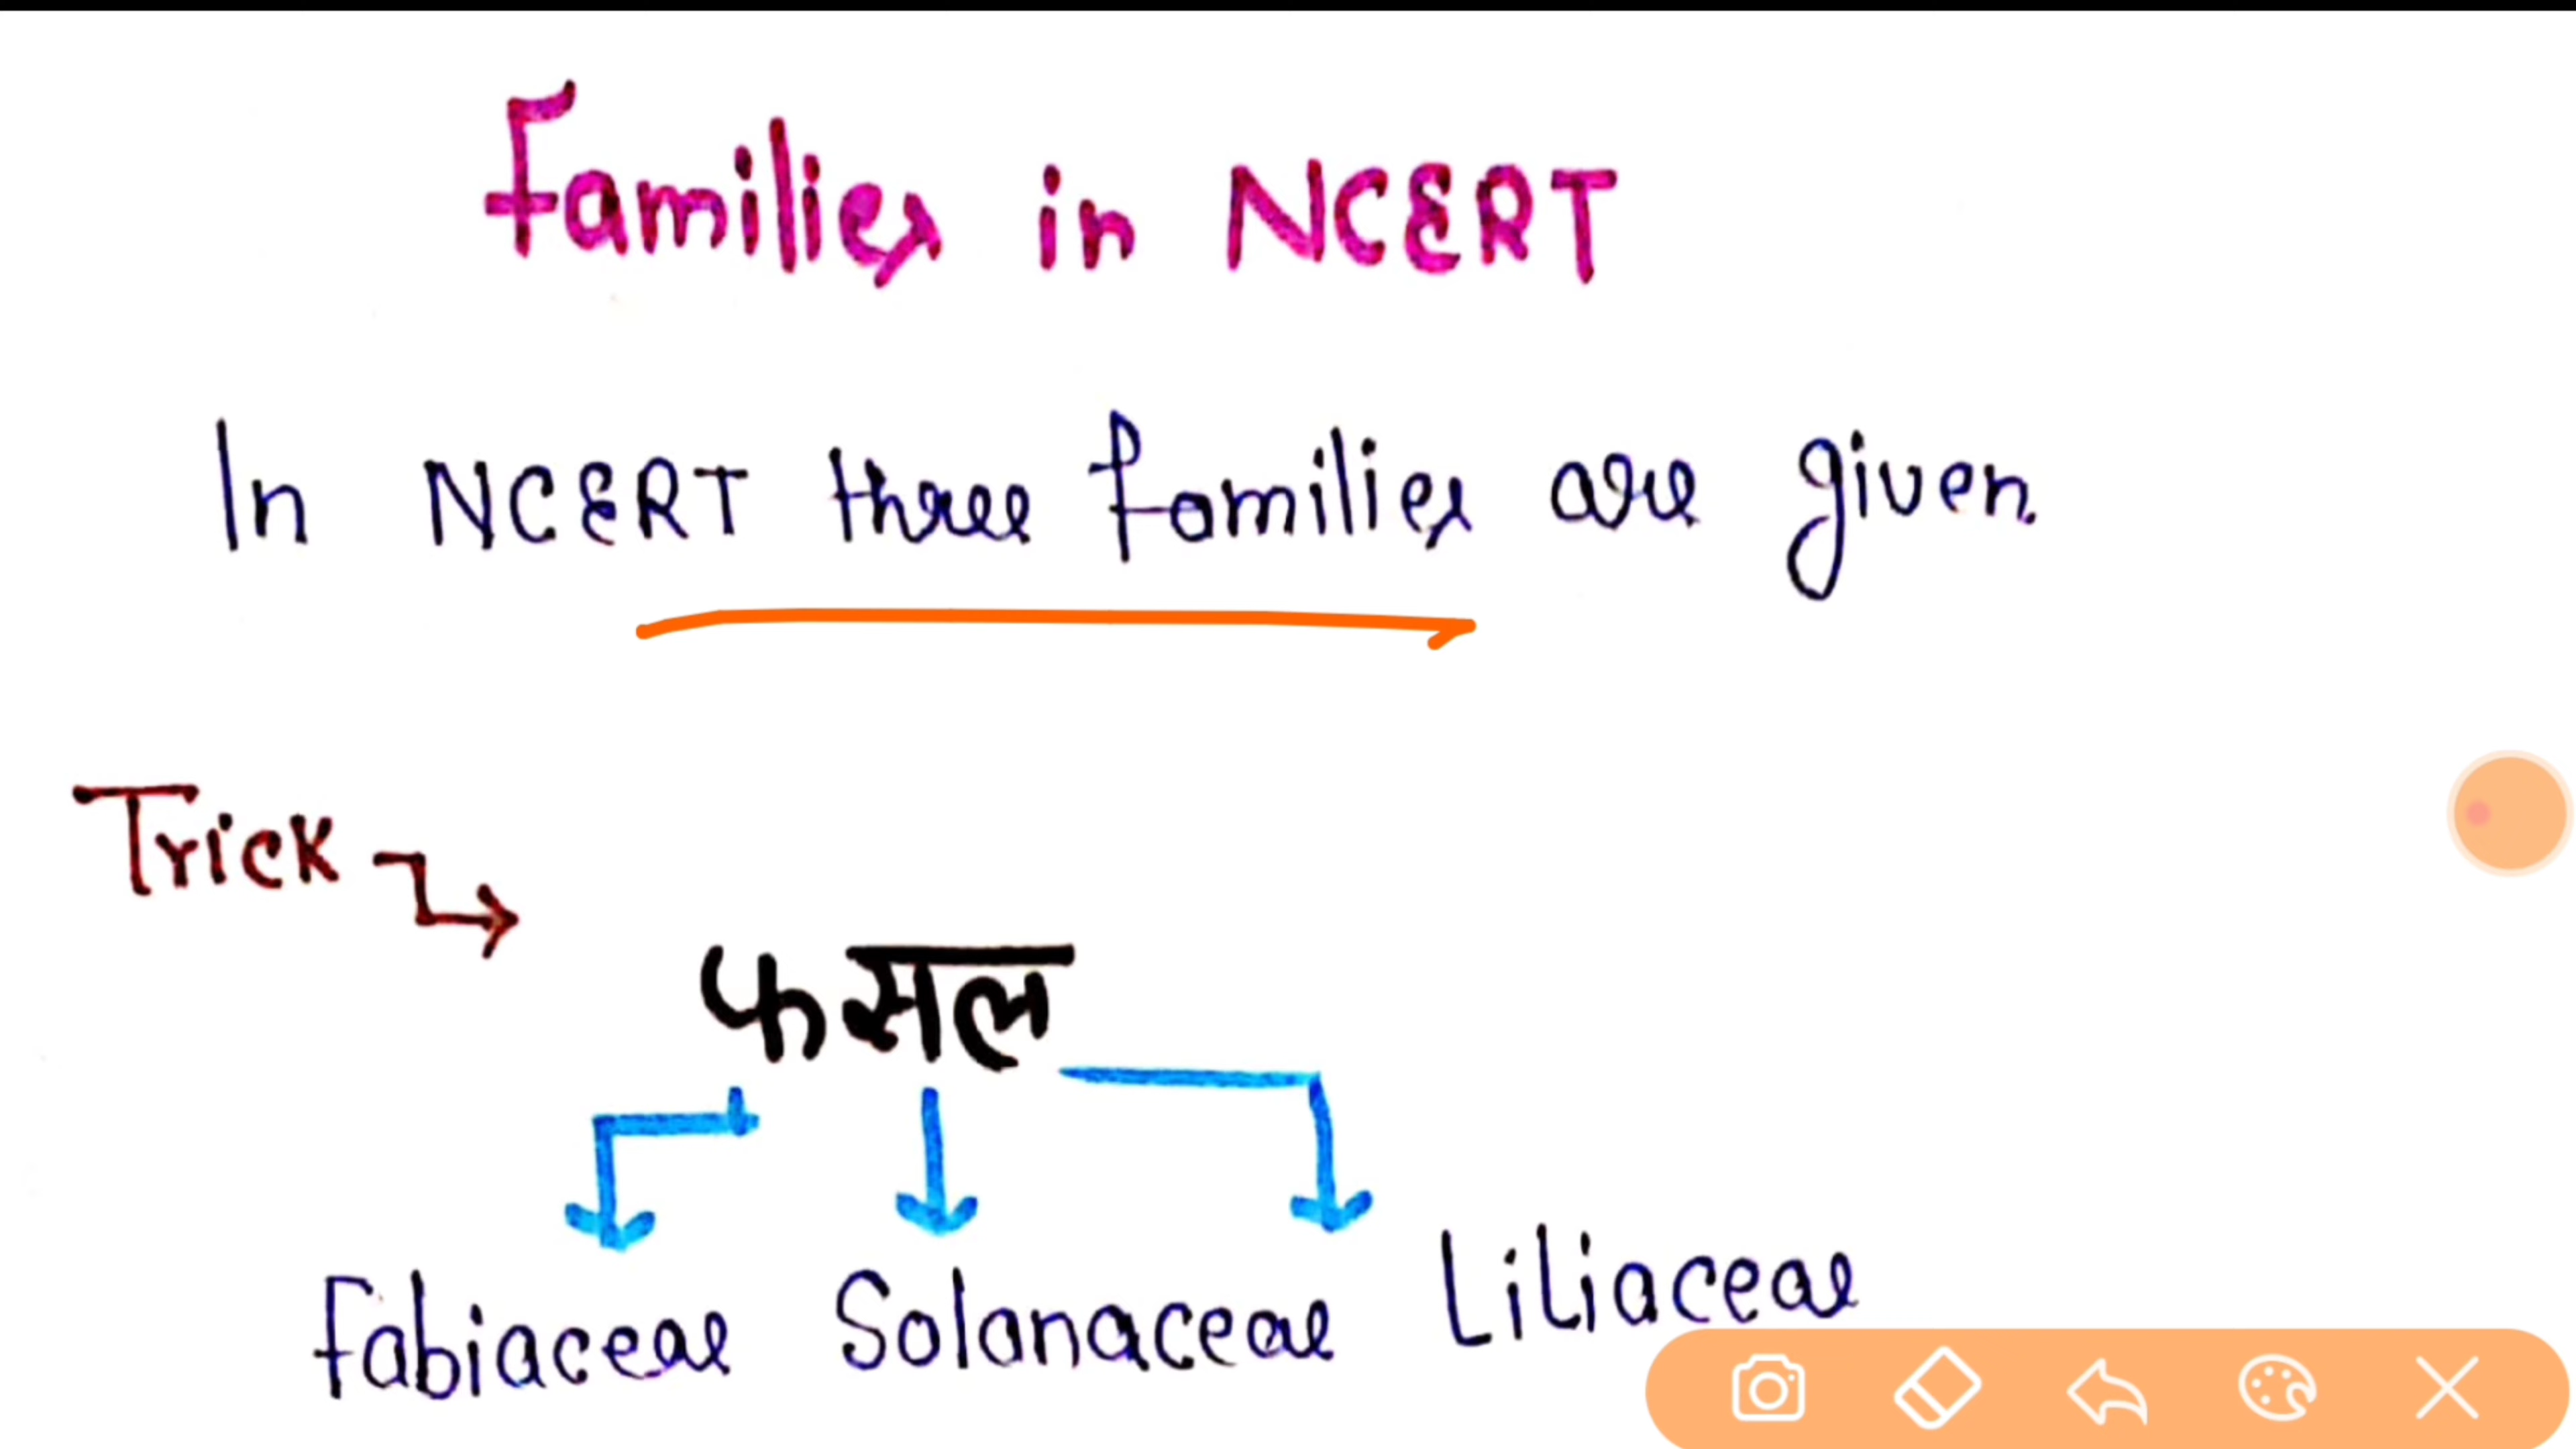 Families in NCERT
In NCERT three families are given.
Trick
फसल
Fabiaceae Solanaceae Liliaceae